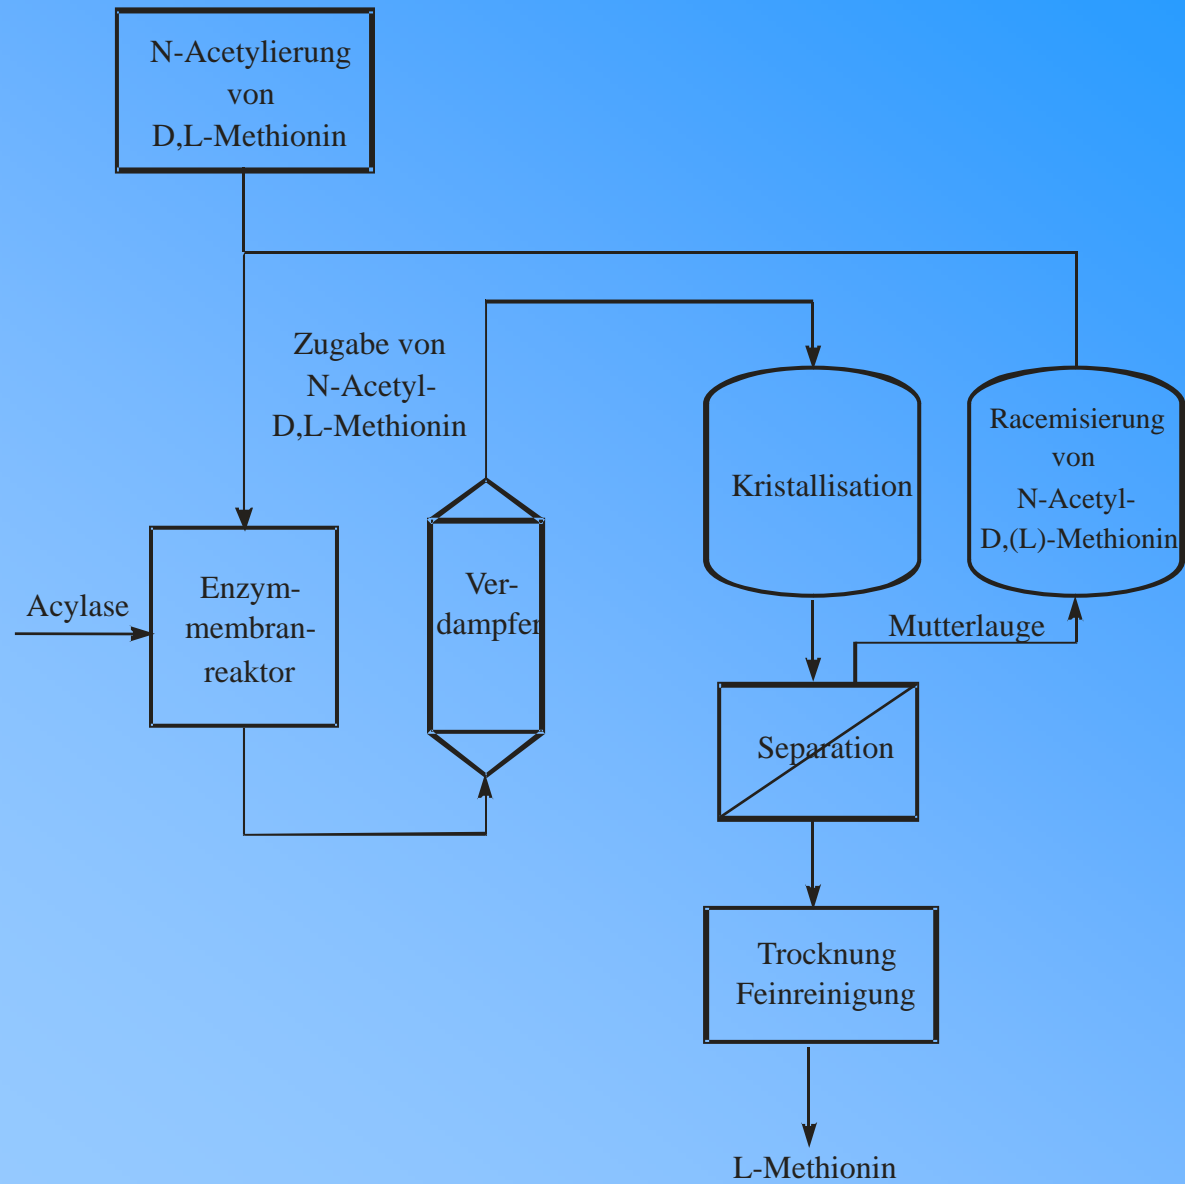 N-Acetylierung
von
D,L-Methionin
Zugabe von
N-Acetyl-
D,L-Methionin
Kristallisation
Racemisierung
von
N-Acetyl-
D,(L)-Methionin
Acylase
Enzym-
membran-
reaktor
Ver-
dampfer
Mutterlauge
Separation
Trocknung
Feinreinigung
L-Methionin